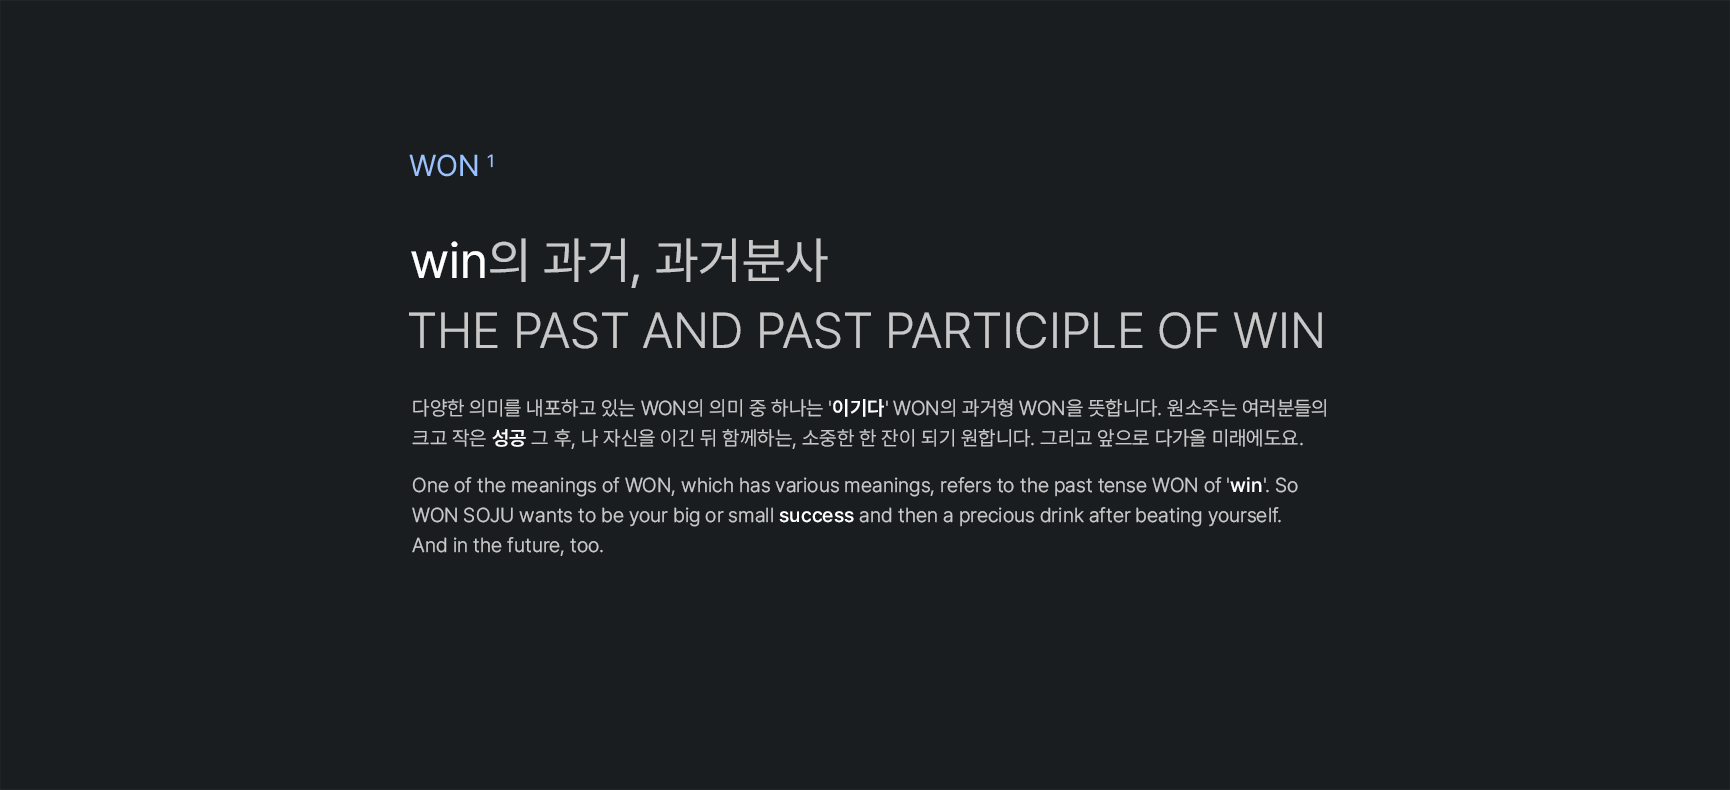 WON ¹
win의 과거, 과거분사
THE PAST AND PAST PARTICIPLE OF WIN
다양한 의미를 내포하고 있는 WON의 의미 중 하나는 '이기다' WON의 과거형 WON을 뜻합니다. 원소주는 여러분들의
크고 작은 성공 그 후, 나 자신을 이긴 뒤 함께하는, 소중한 한 잔이 되기 원합니다. 그리고 앞으로 다가올 미래에도요.
One of the meanings of WON, which has various meanings, refers to the past tense WON of 'win'. So
WON SOJU wants to be your big or small success and then a precious drink after beating yourself.
And in the future, too.